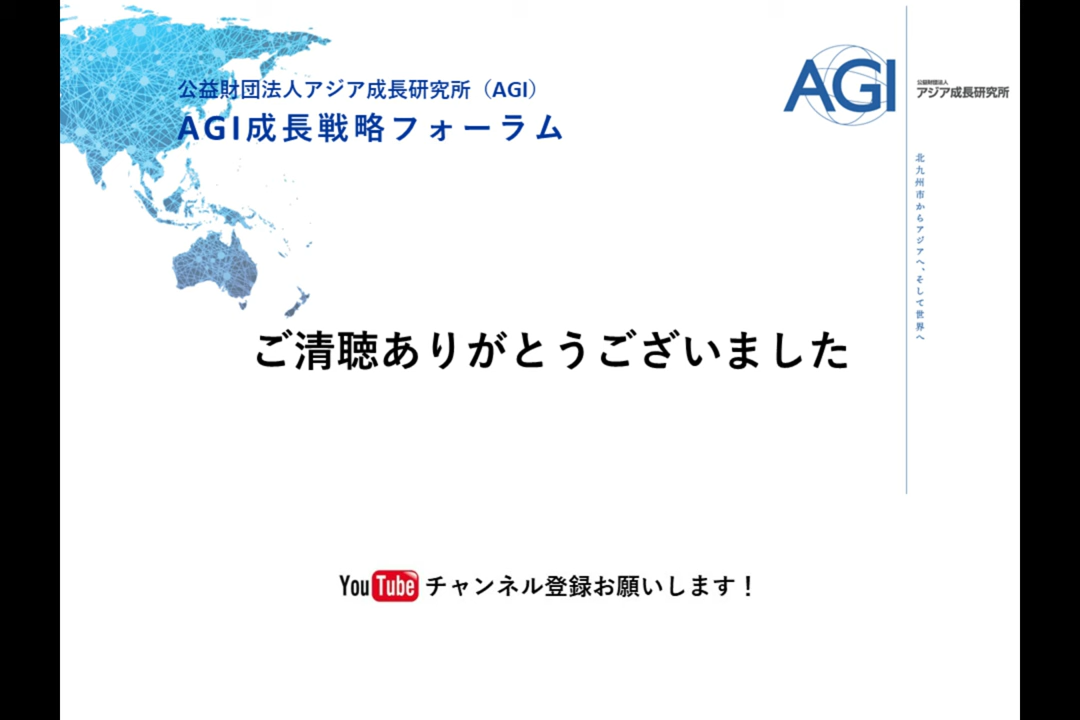 公益財団法人アジア成長研究所（AGI）
AGI成長戦略フォーラム
AGI
公益財団法人
アジア成長研究所
北九州市からアジアへ、そして世界へ
ご清聴ありがとうございました
YouTube チャンネル登録お願いします！